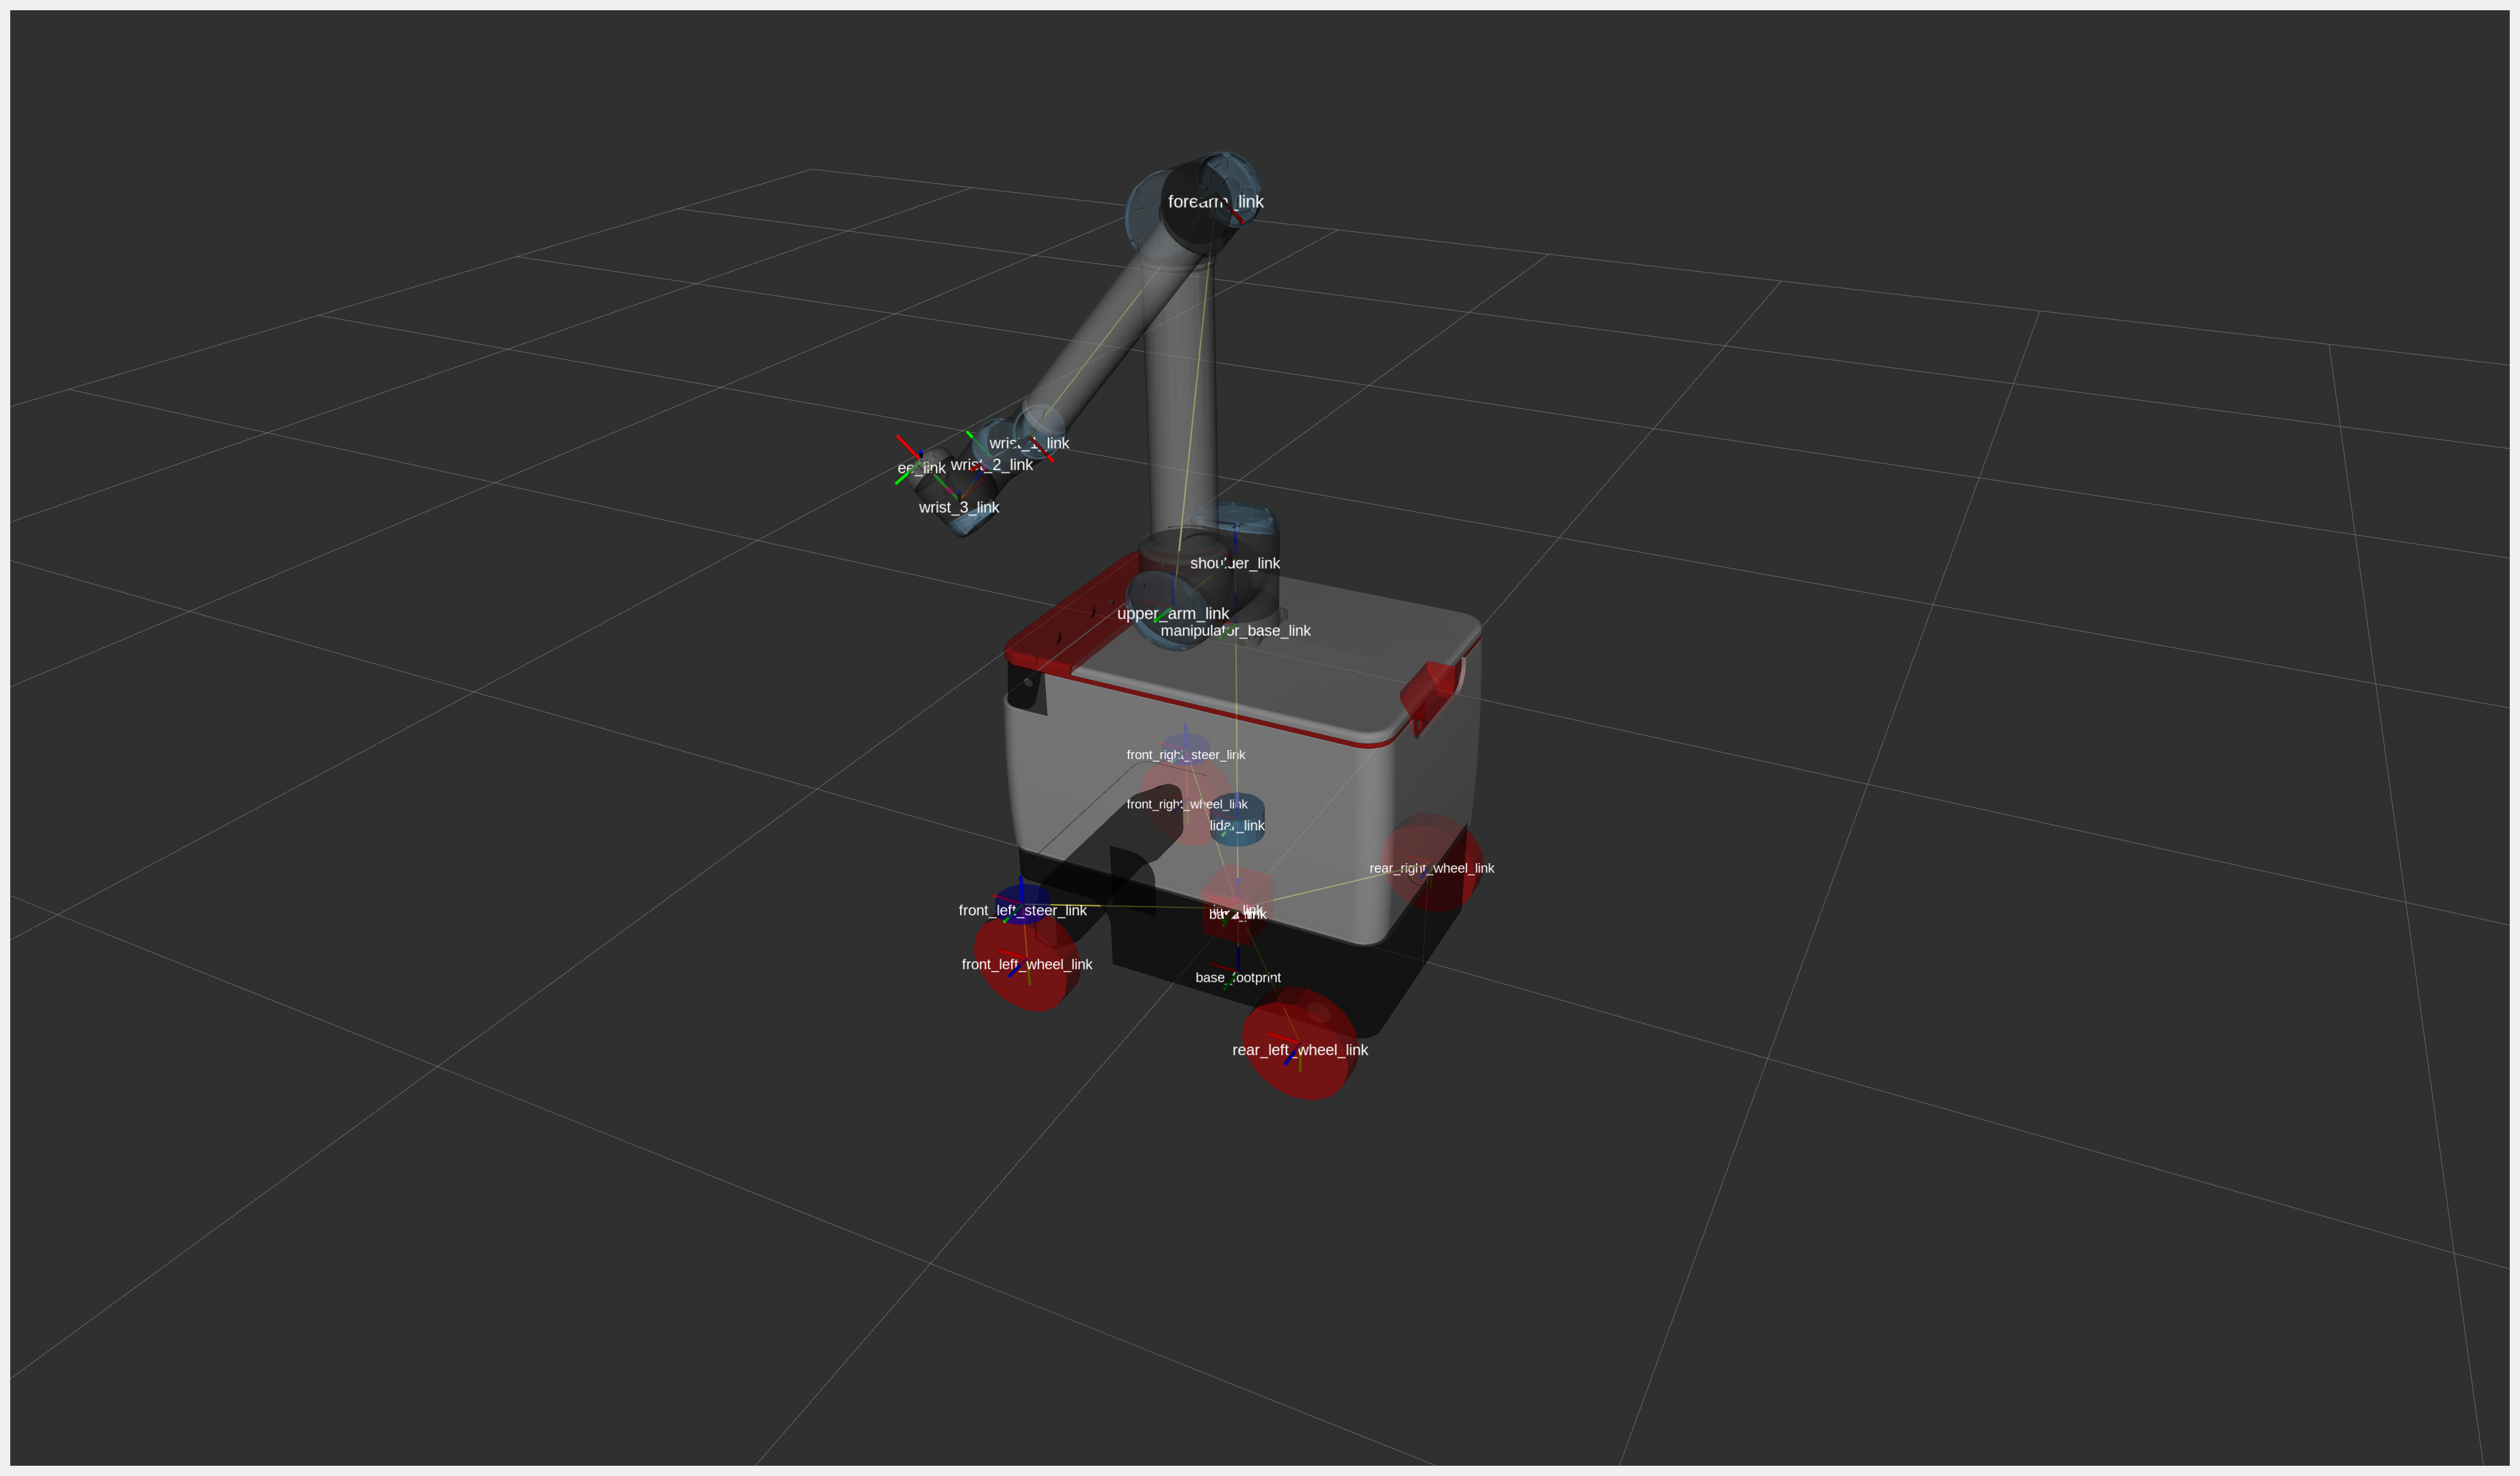 forearm_link
wrist_1_link
wrist_2_link
ee_link
wrist_3_link
shoulder_link
upper_arm_link
manipulator_base_link
front_right_steer_link
front_right_wheel_link
lidar_link
rear_right_wheel_link
front_left_steer_link
base_link
front_left_wheel_link
base_footprint
rear_left_wheel_link